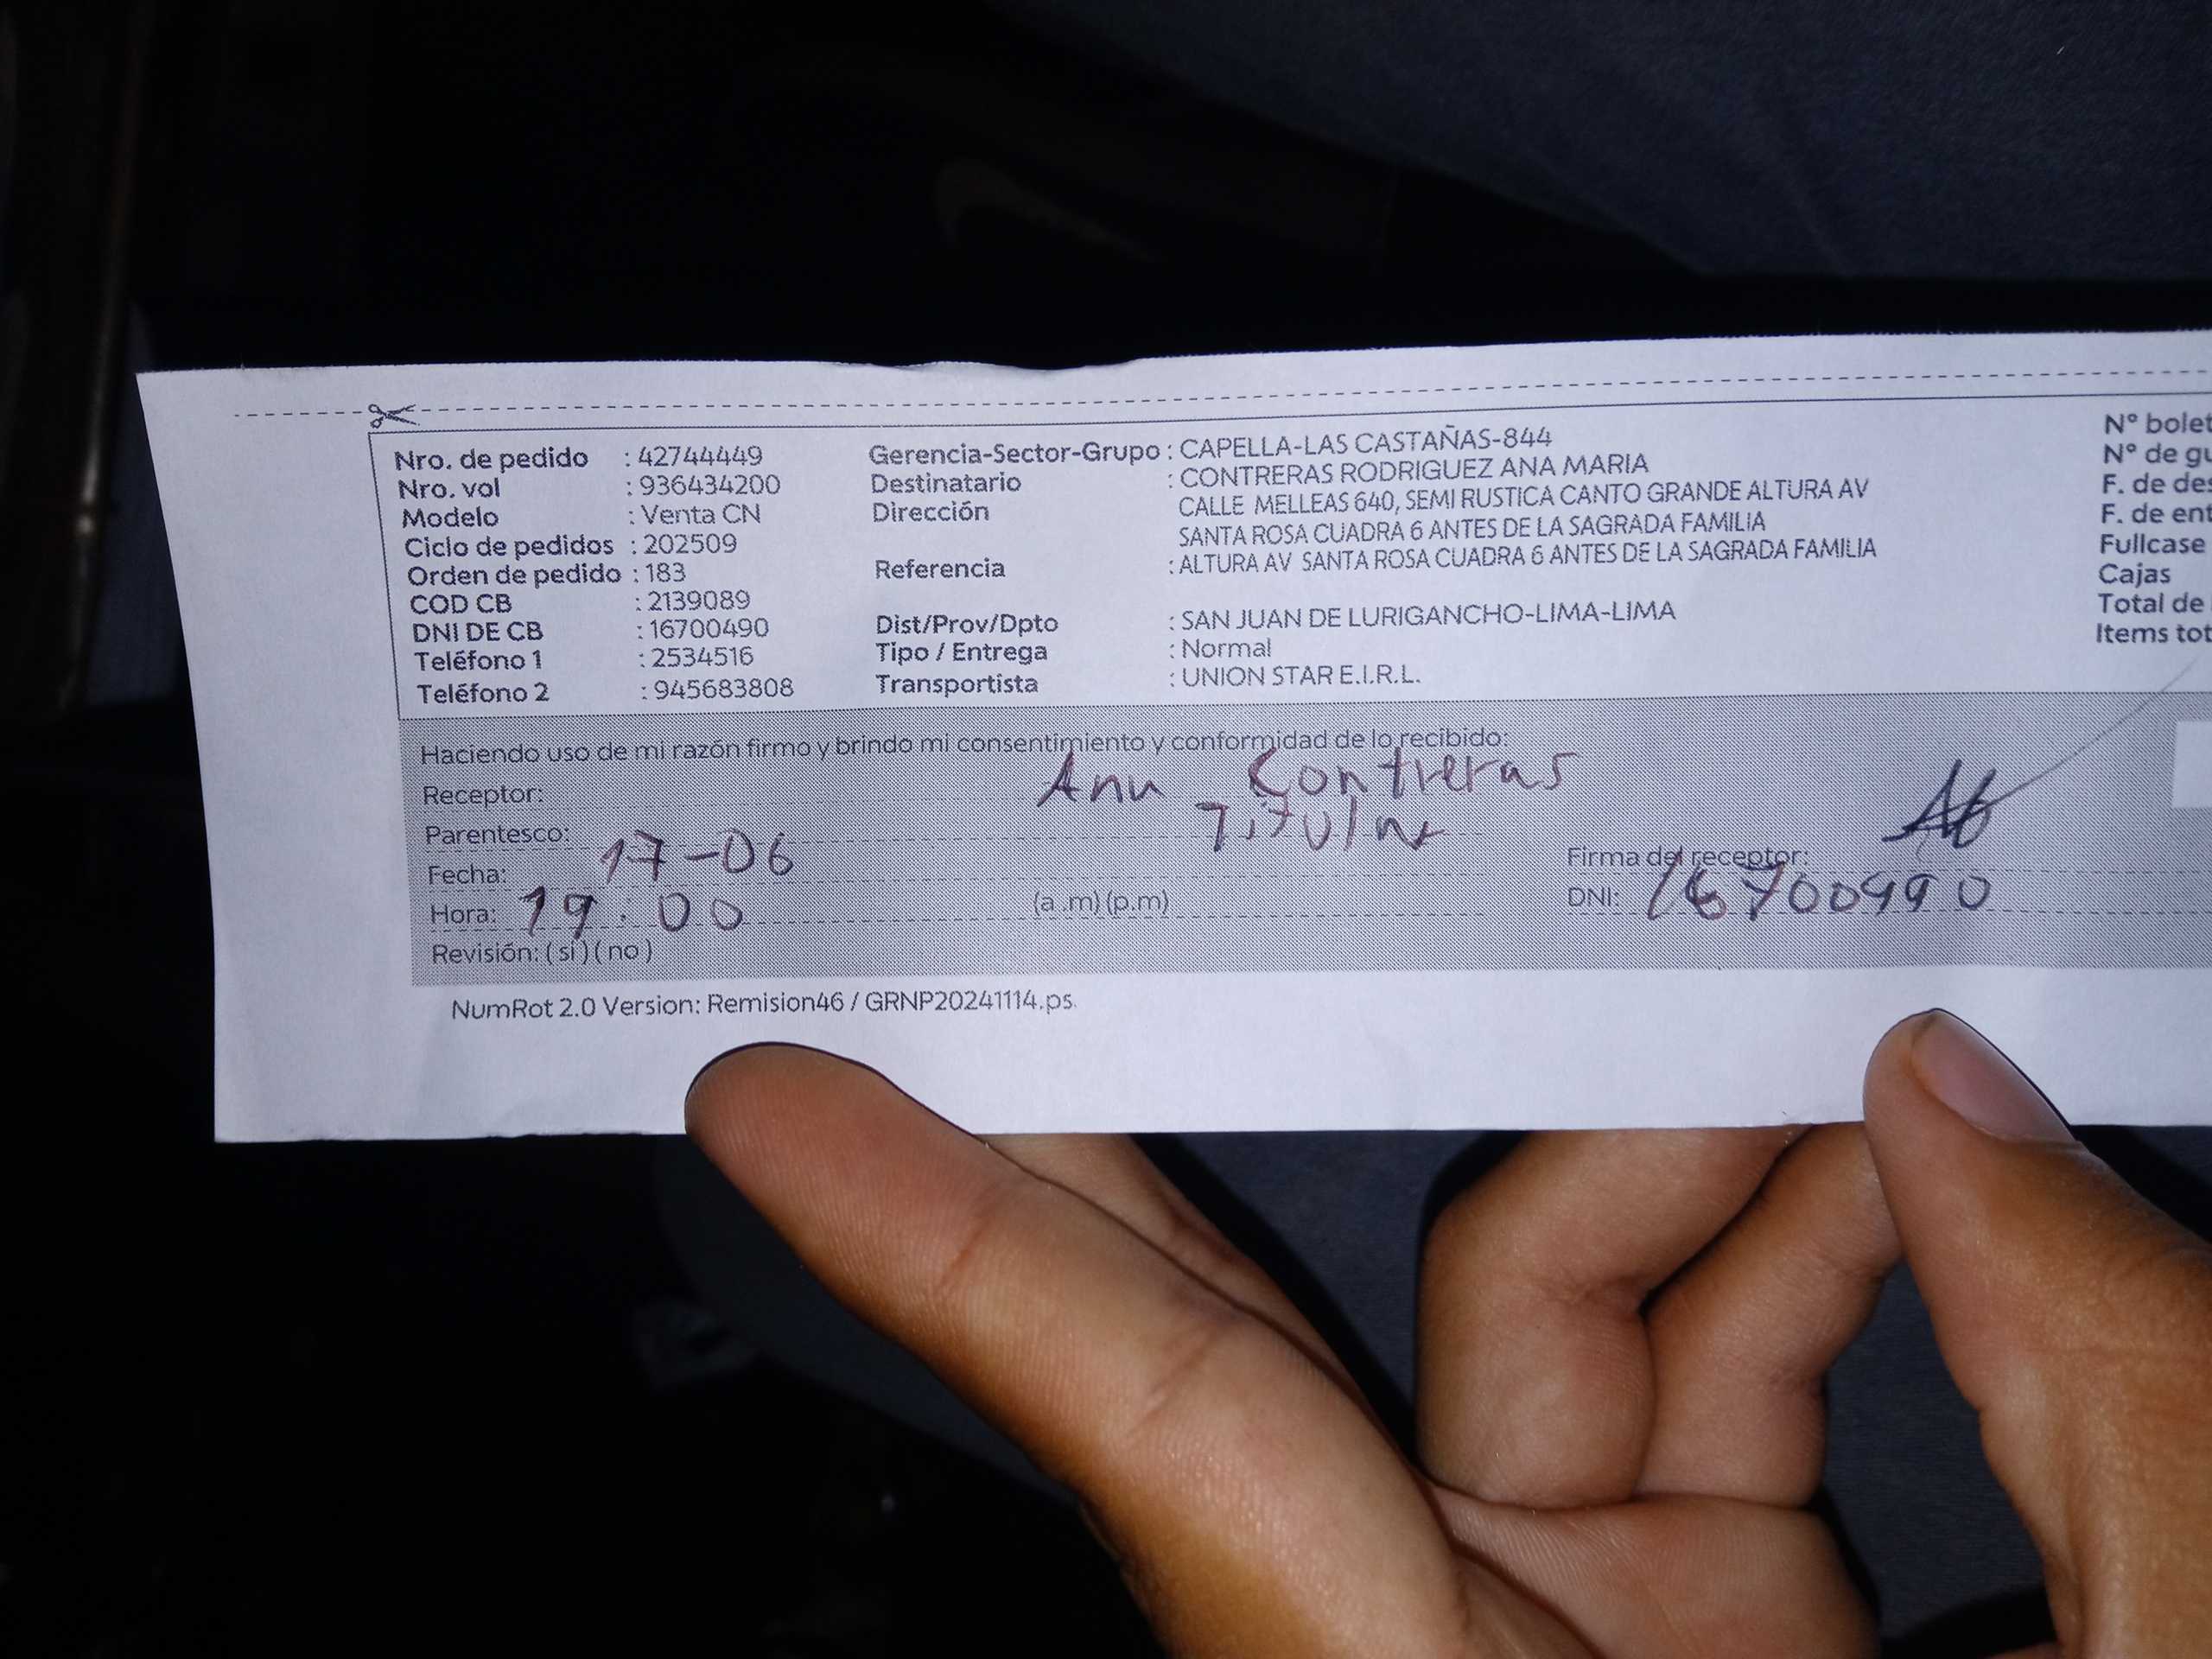 Nro. de pedido : 42744449
Nro. vol : 936434200
Modelo : Venta CN
Ciclo de pedidos : 202509
Orden de pedido : 183
COD CB : 2139089
DNI DE CB : 16700490
Teléfono 1 : 2534516
Teléfono 2 : 945683808
Gerencia-Sector-Grupo : CAPELLA-LAS CASTAÑAS-844
Destinatario : CONTRERAS RODRIGUEZ ANA MARIA
Dirección CALLE MELLEAS 640, SEMI RUSTICA CANTO GRANDE ALTURA AV
SANTA ROSA CUADRA 6 ANTES DE LA SAGRADA FAMILIA
Referencia : ALTURA AV SANTA ROSA CUADRA 6 ANTES DE LA SAGRADA FAMILIA
Dist/Prov/Dpto : SAN JUAN DE LURIGANCHO-LIMA-LIMA
Tipo / Entrega : Normal
Transportista : UNION STAR E.I.R.L.
Nº bolet
Nº de gu
F. de des
F. de ent
Fullcase
Cajas
Total de
Items tot
Haciendo uso de mi razón firmo y brindo mi consentimiento y conformidad de lo recibido:
Receptor: Ana Contreras
Parentesco: Titular
Fecha: 17-06
Hora: 19:00 (a.m) (p.m)
Revisión: ( si ) ( no )
Firma del receptor:
DNI: 16700490
NumRot 2.0 Version: Remision46 / GRNP20241114.ps.